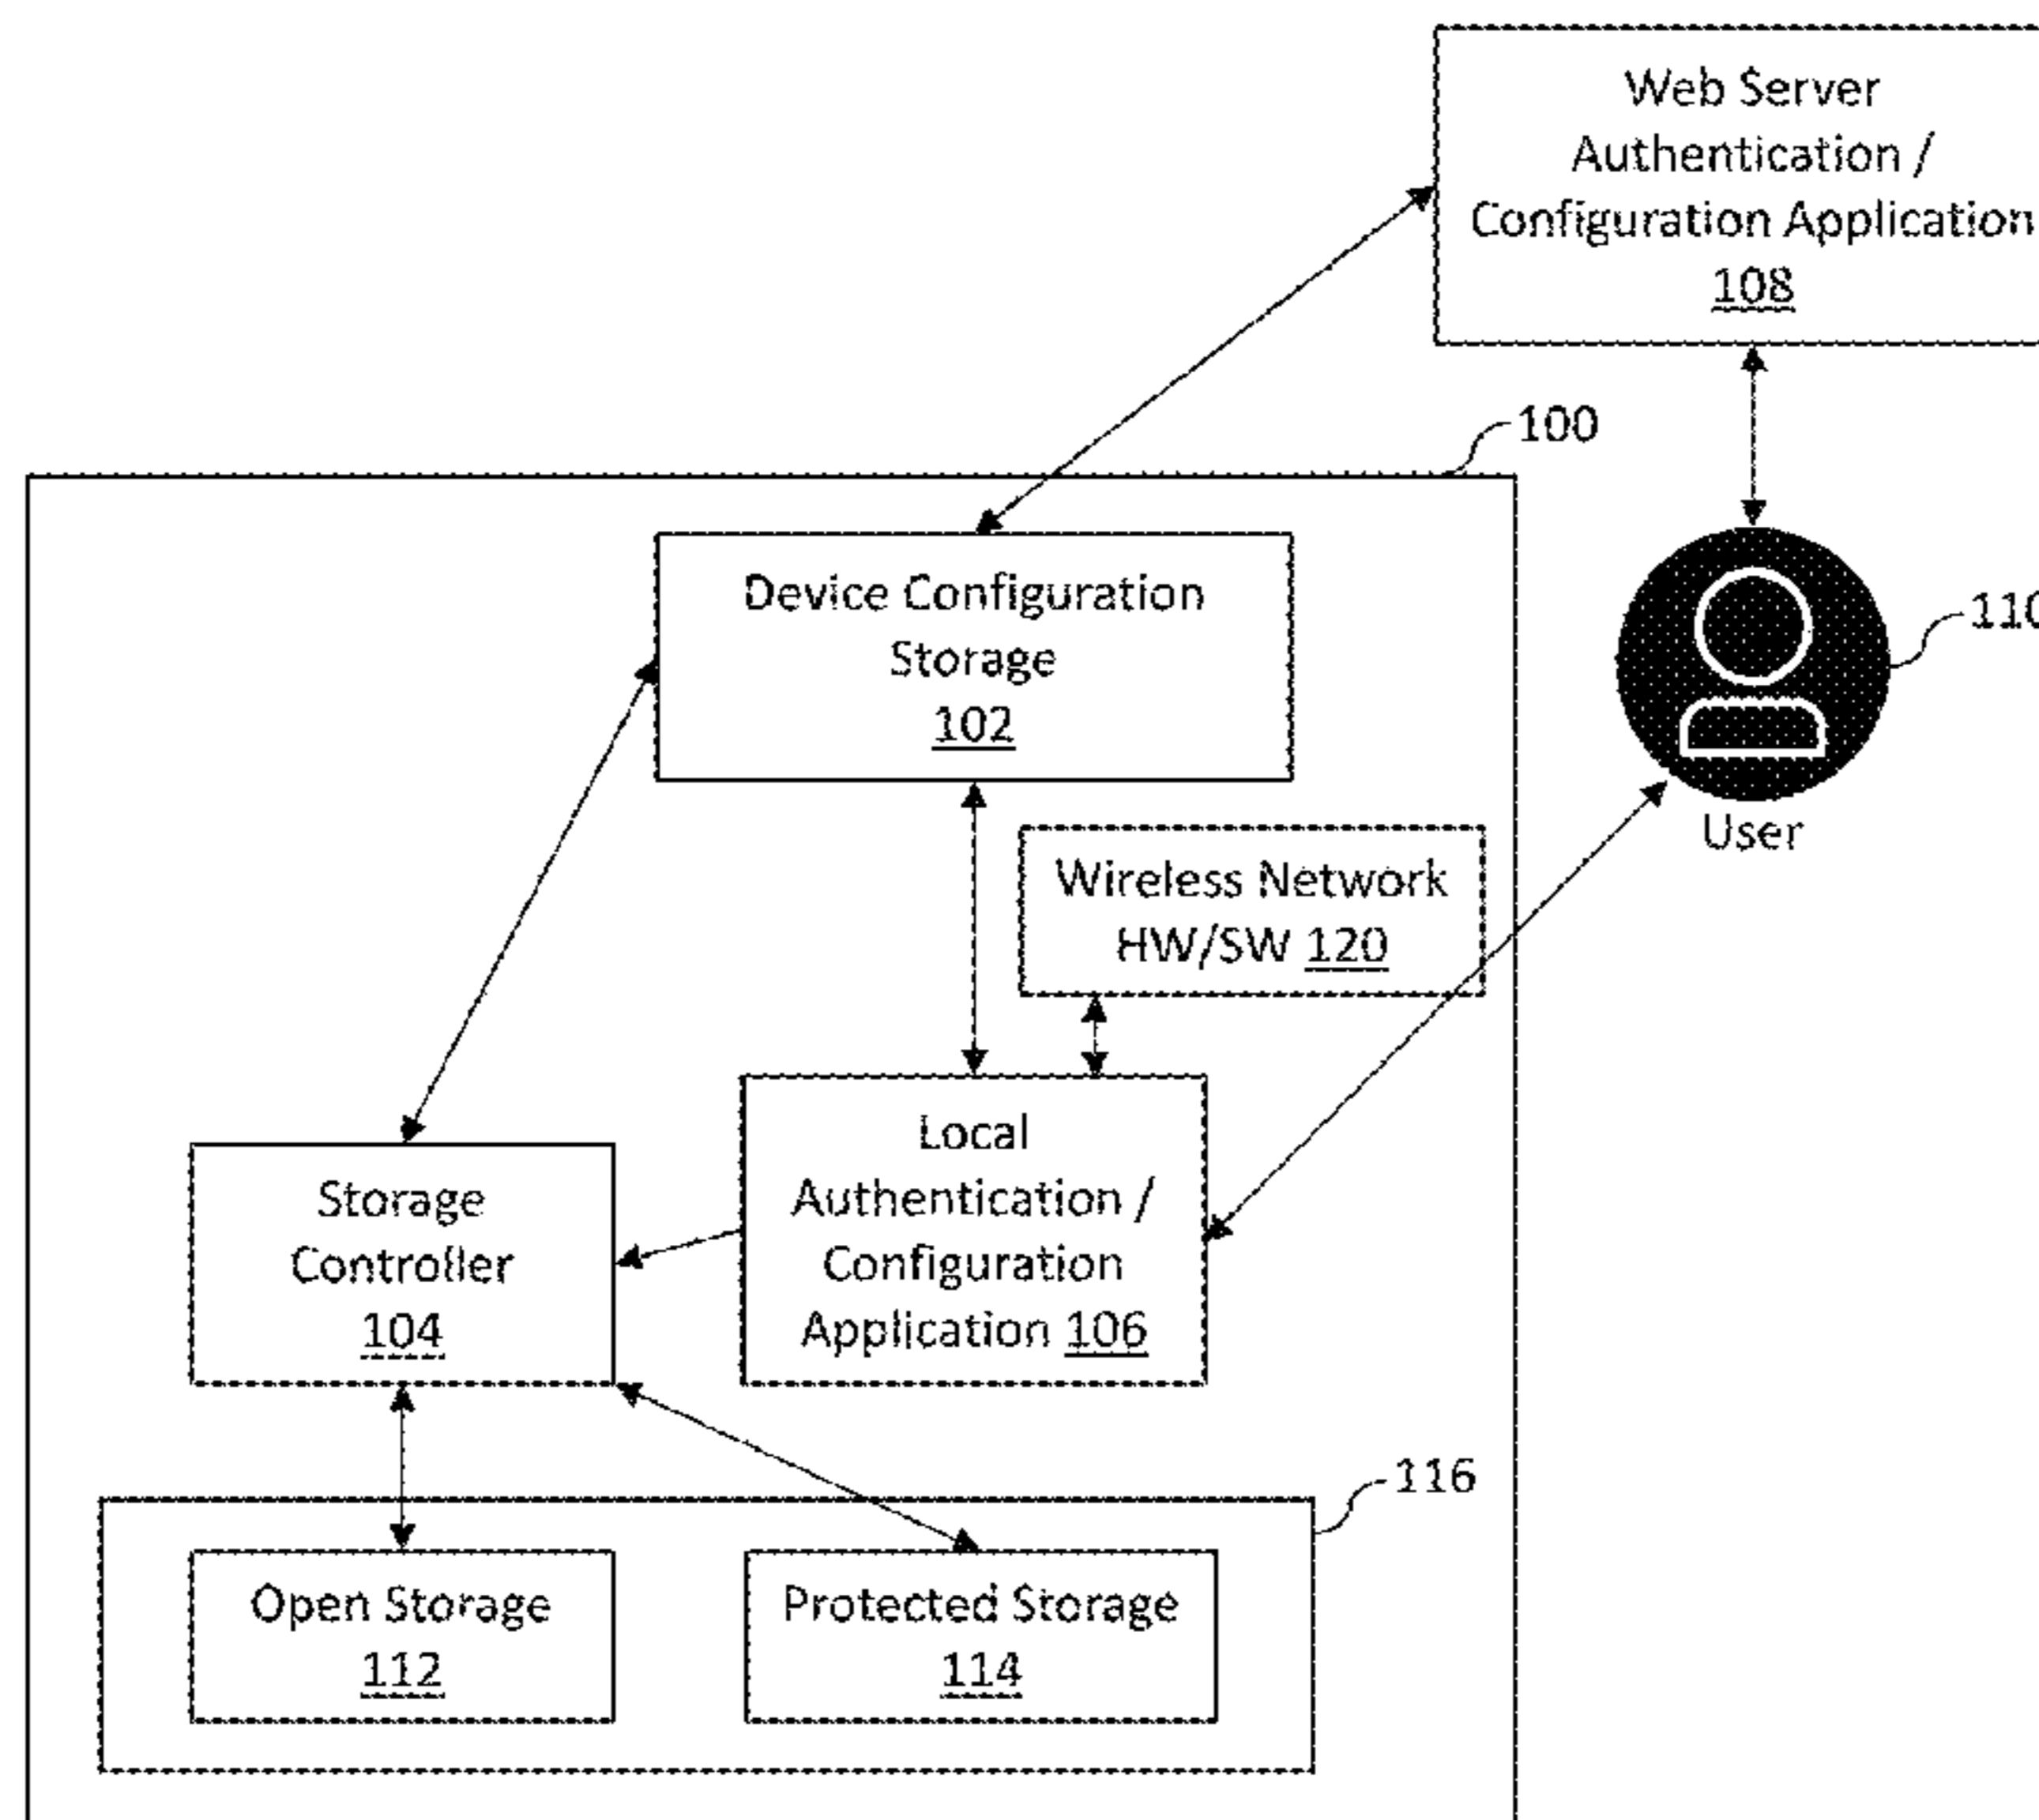 Web Server
Authentication /
Configuration Application
108
100
Device Configuration
Storage
102
110
User
Wireless Network
HW/SW 120
Local
Authentication /
Configuration
Application 106
Storage
Controller
104
116
Open Storage
112
Protected Storage
114